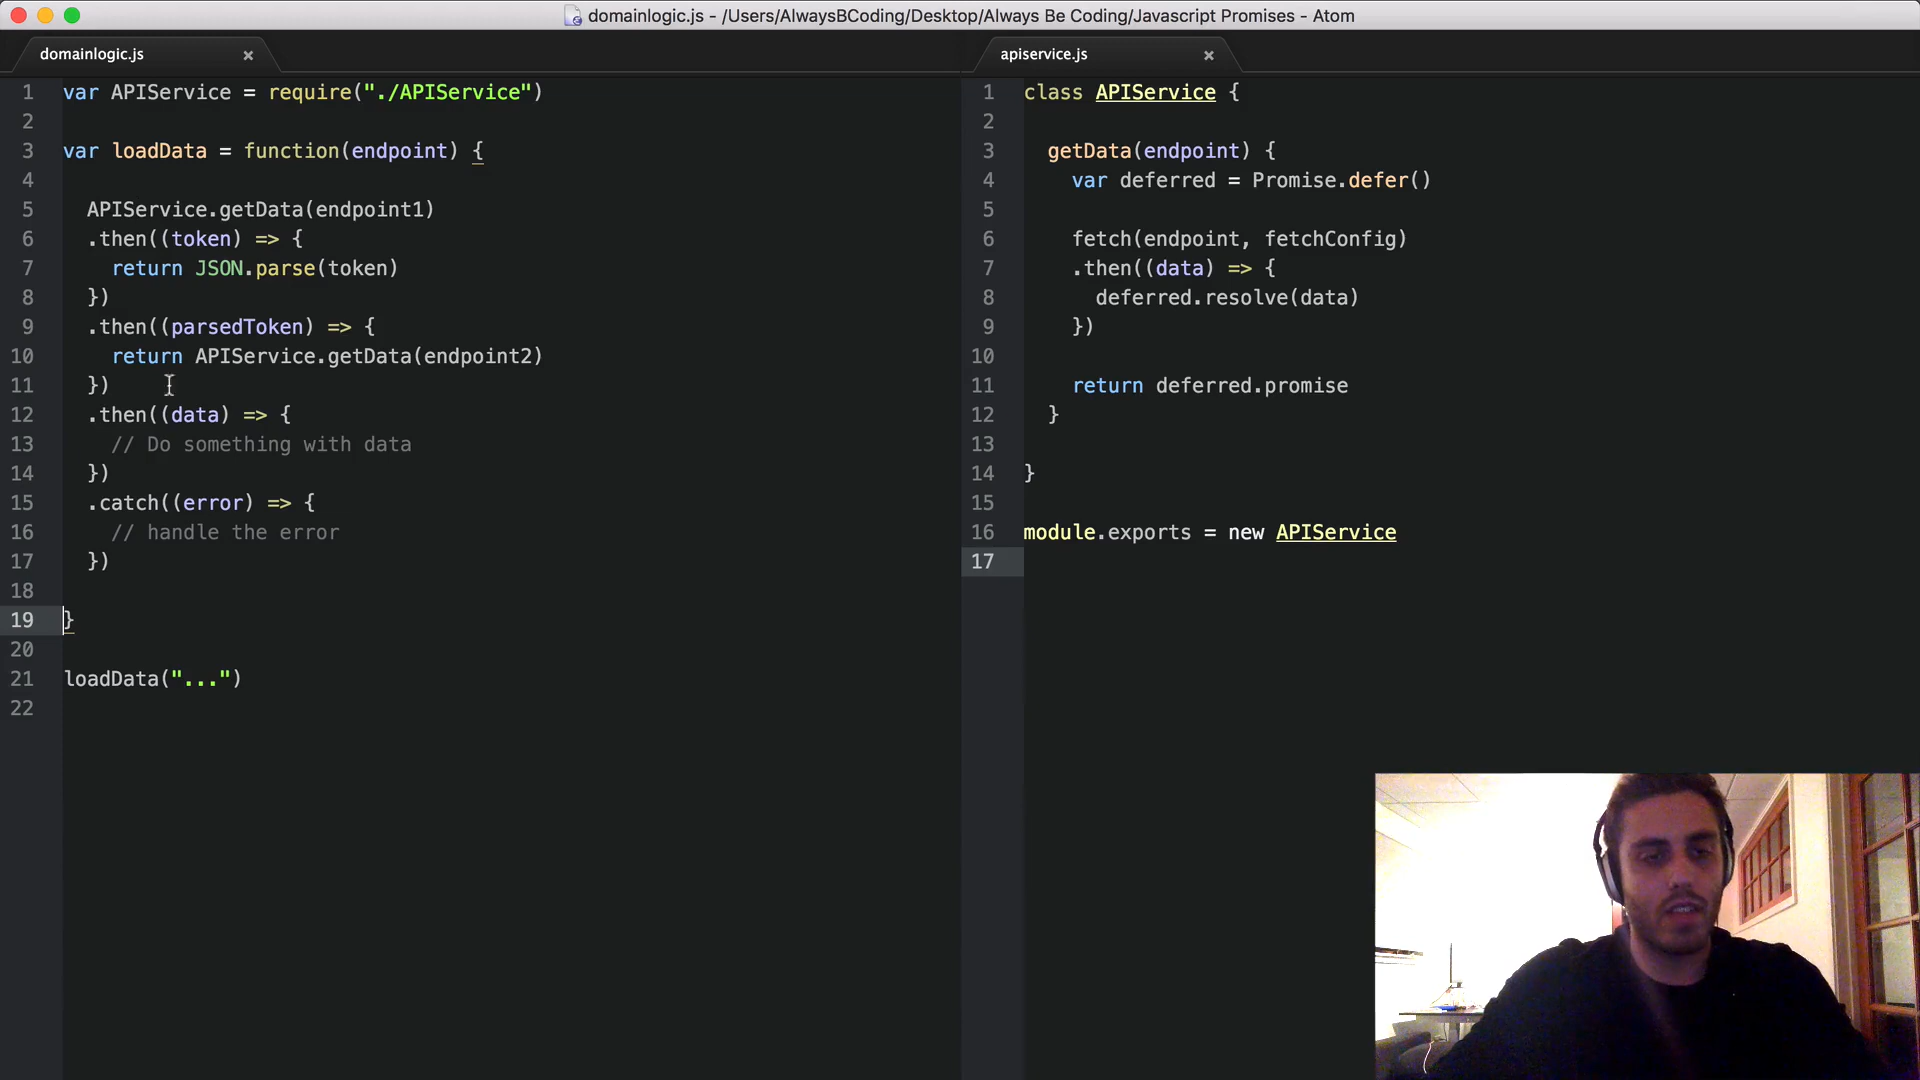 domainlogic.js - /Users/AlwaysBCoding/Desktop/Always Be Coding/Javascript Promises - Atom
domainlogic.js ×
1 var APIService = require("./APIService")
2
3 var loadData = function(endpoint) {
4
5 APIService.getData(endpoint1)
6 .then((token) => {
7 return JSON.parse(token)
8 })
9 .then((parsedToken) => {
10 return APIService.getData(endpoint2)
11 })
12 .then((data) => {
13 // Do something with data
14 })
15 .catch((error) => {
16 // handle the error
17 })
18
19 }
20
21 loadData("...")
22
apiservice.js ×
1 class APIService {
2
3 getData(endpoint) {
4 var deferred = Promise.defer()
5
6 fetch(endpoint, fetchConfig)
7 .then((data) => {
8 deferred.resolve(data)
9 })
10
11 return deferred.promise
12 }
13
14 }
15
16 module.exports = new APIService
17